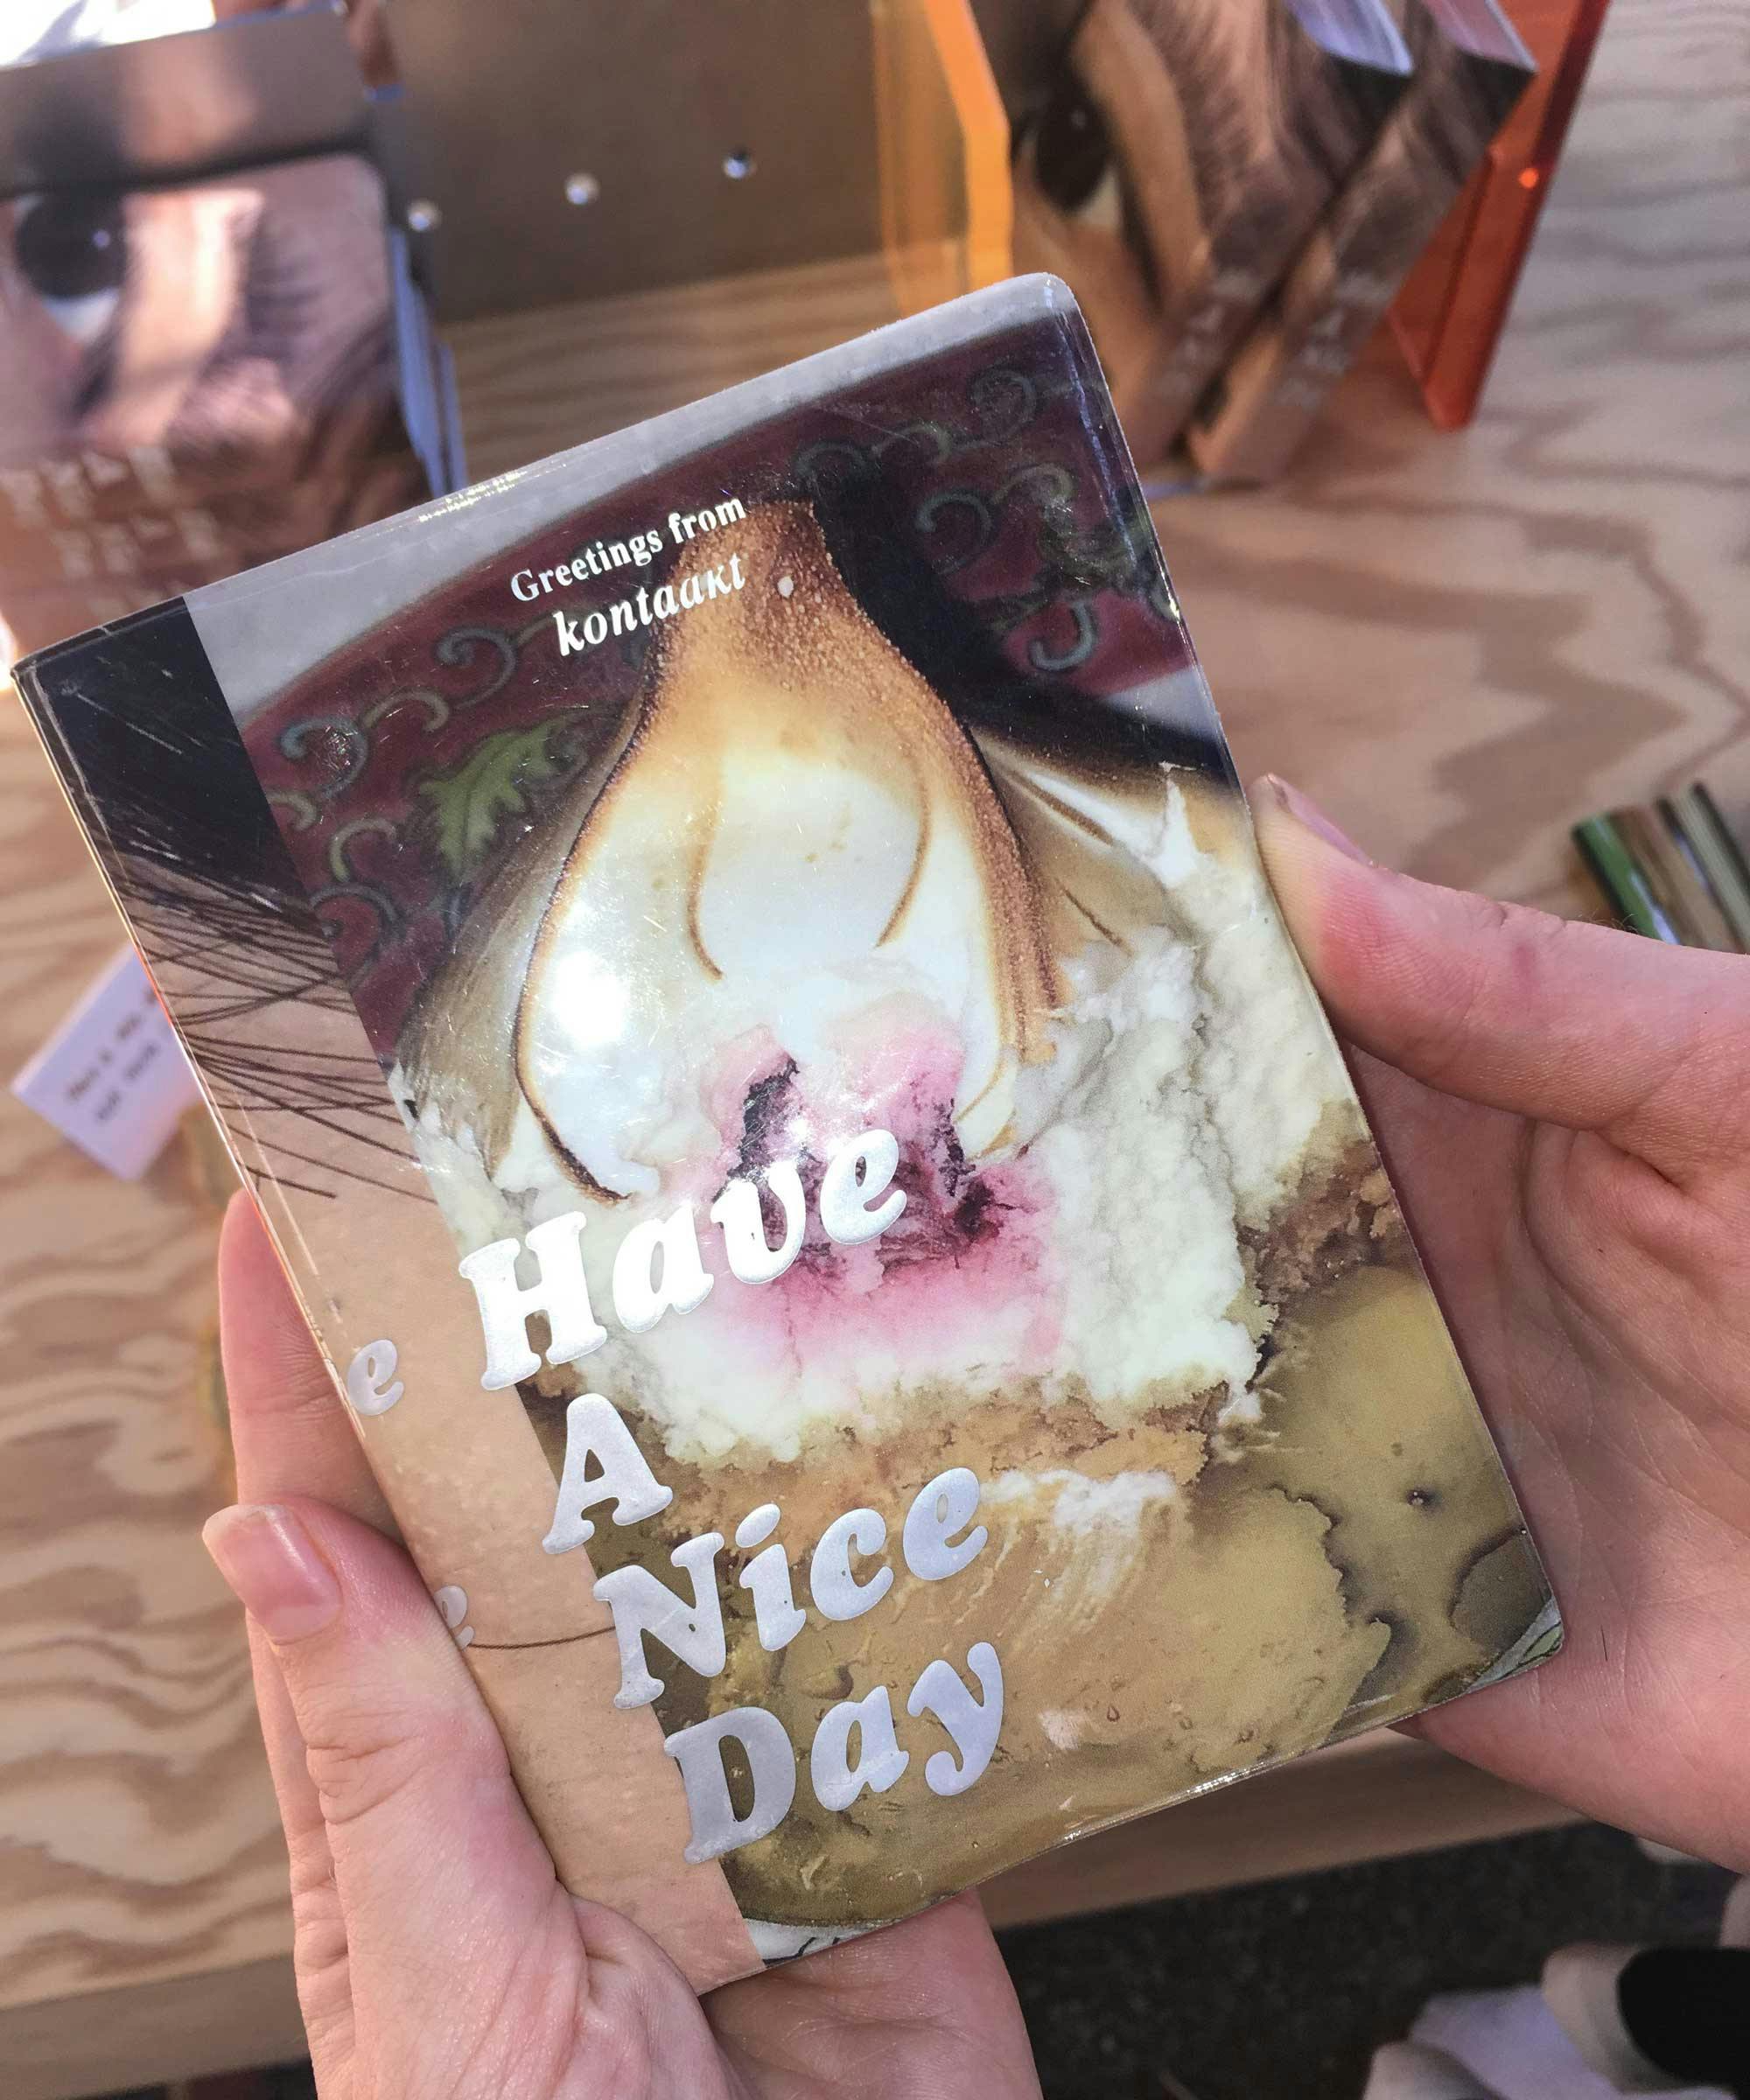 Greetings from
kontaakt
Have
A
Nice
Day
e
e